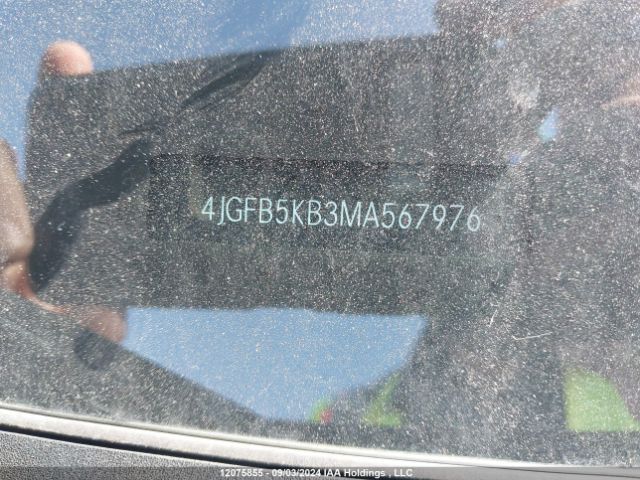 4JGFB5KB3MA567976
12075855 - 09/03/2024 IAA Holdings , LLC